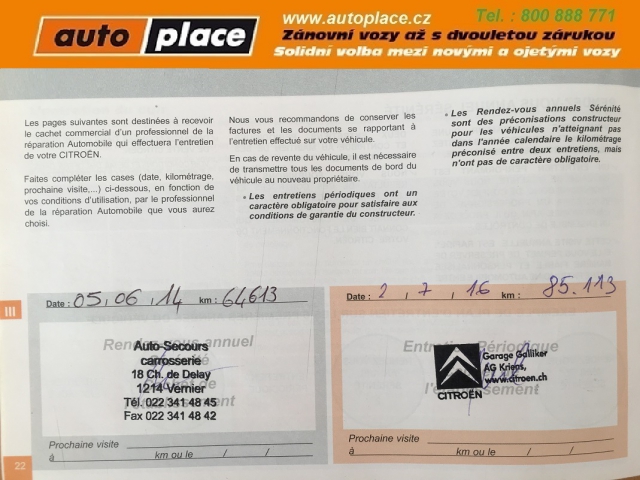 auto place
www.autoplace.cz
Tel. : 800 888 771
Zánovní vozy až s dvouletou zárukou
Solidní volba mezi novými a ojetými vozy
Les pages suivantes sont destinées à recevoir
le cachet commercial d'un professionnel de la
réparation Automobile qui effectuera l'entretien
de votre CITROËN.
Faites compléter les cases (date, kilométrage,
prochaine visite,...) ci-dessous, en fonction de
vos conditions d'utilisation, par le professionnel
de la réparation Automobile que vous aurez
choisi.
Nous vous recommandons de conserver les
factures et les documents se rapportant à
l'entretien effectué sur votre véhicule.
En cas de revente du véhicule, il est nécessaire
de transmettre tous les documents de bord du
véhicule au nouveau propriétaire.
• Les entretiens périodiques ont un
caractère obligatoire pour satisfaire aux
conditions de garantie du constructeur.
• Les Rendez-vous annuels Sérénité
sont des préconisations constructeur
pour les véhicules n'atteignant pas
dans l'année calendaire le kilométrage
préconisé entre deux entretiens, mais
n'ont pas de caractère obligatoire.
III
Date : 05, 06, 14 km : 64613
Rendez-vous annuel
Auto-Secours
carrosserie
18 Ch. de Delay
1214 Vernier
Tél. 022 341 48 45
Fax 022 341 48 42
Prochaine visite
à km ou le / /
Date : 2 , 7 , 16 km : 85.113
Entretien Périodique
Garage Galliker
AG Kriens,
www.citroen.ch
CITROËN
Prochaine visite
à km ou le / /
22